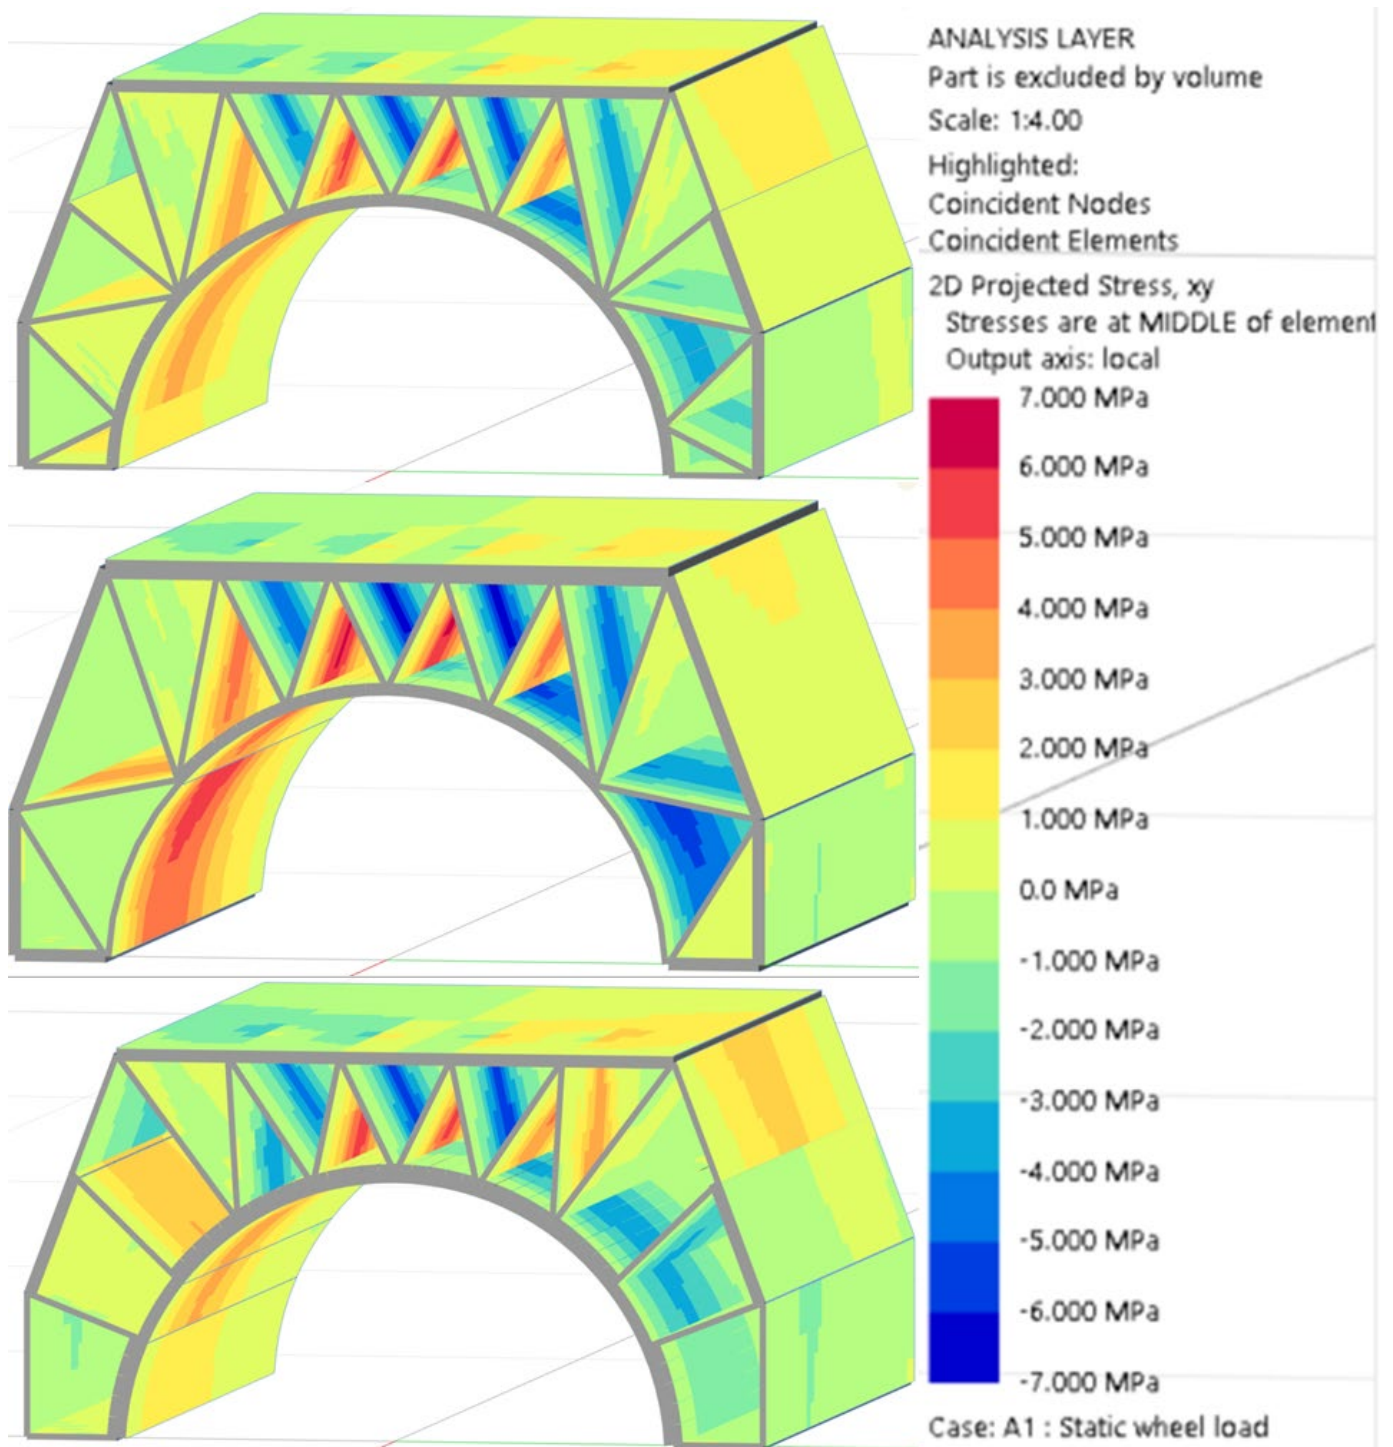 ANALYSIS LAYER
Part is excluded by volume
Scale: 1:4.00
Highlighted:
Coincident Nodes
Coincident Elements
2D Projected Stress, xy
Stresses are at MIDDLE of element
Output axis: local
7.000 MPa
6.000 MPa
5.000 MPa
4.000 MPa
3.000 MPa
2.000 MPa
1.000 MPa
0.0 MPa
-1.000 MPa
-2.000 MPa
-3.000 MPa
-4.000 MPa
-5.000 MPa
-6.000 MPa
-7.000 MPa
Case: A1 : Static wheel load